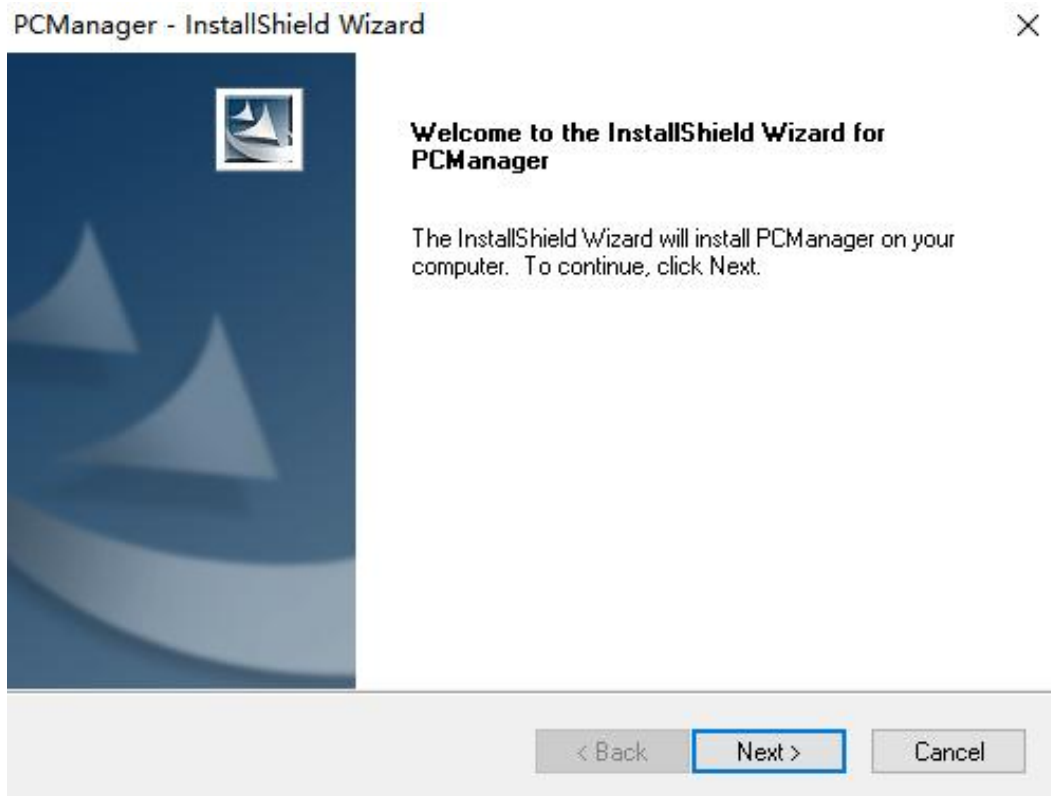 PCManager - InstallShield Wizard
Welcome to the InstallShield Wizard for
PCManager
The InstallShield Wizard will install PCManager on your
computer.  To continue, click Next.
< Back
Next >
Cancel